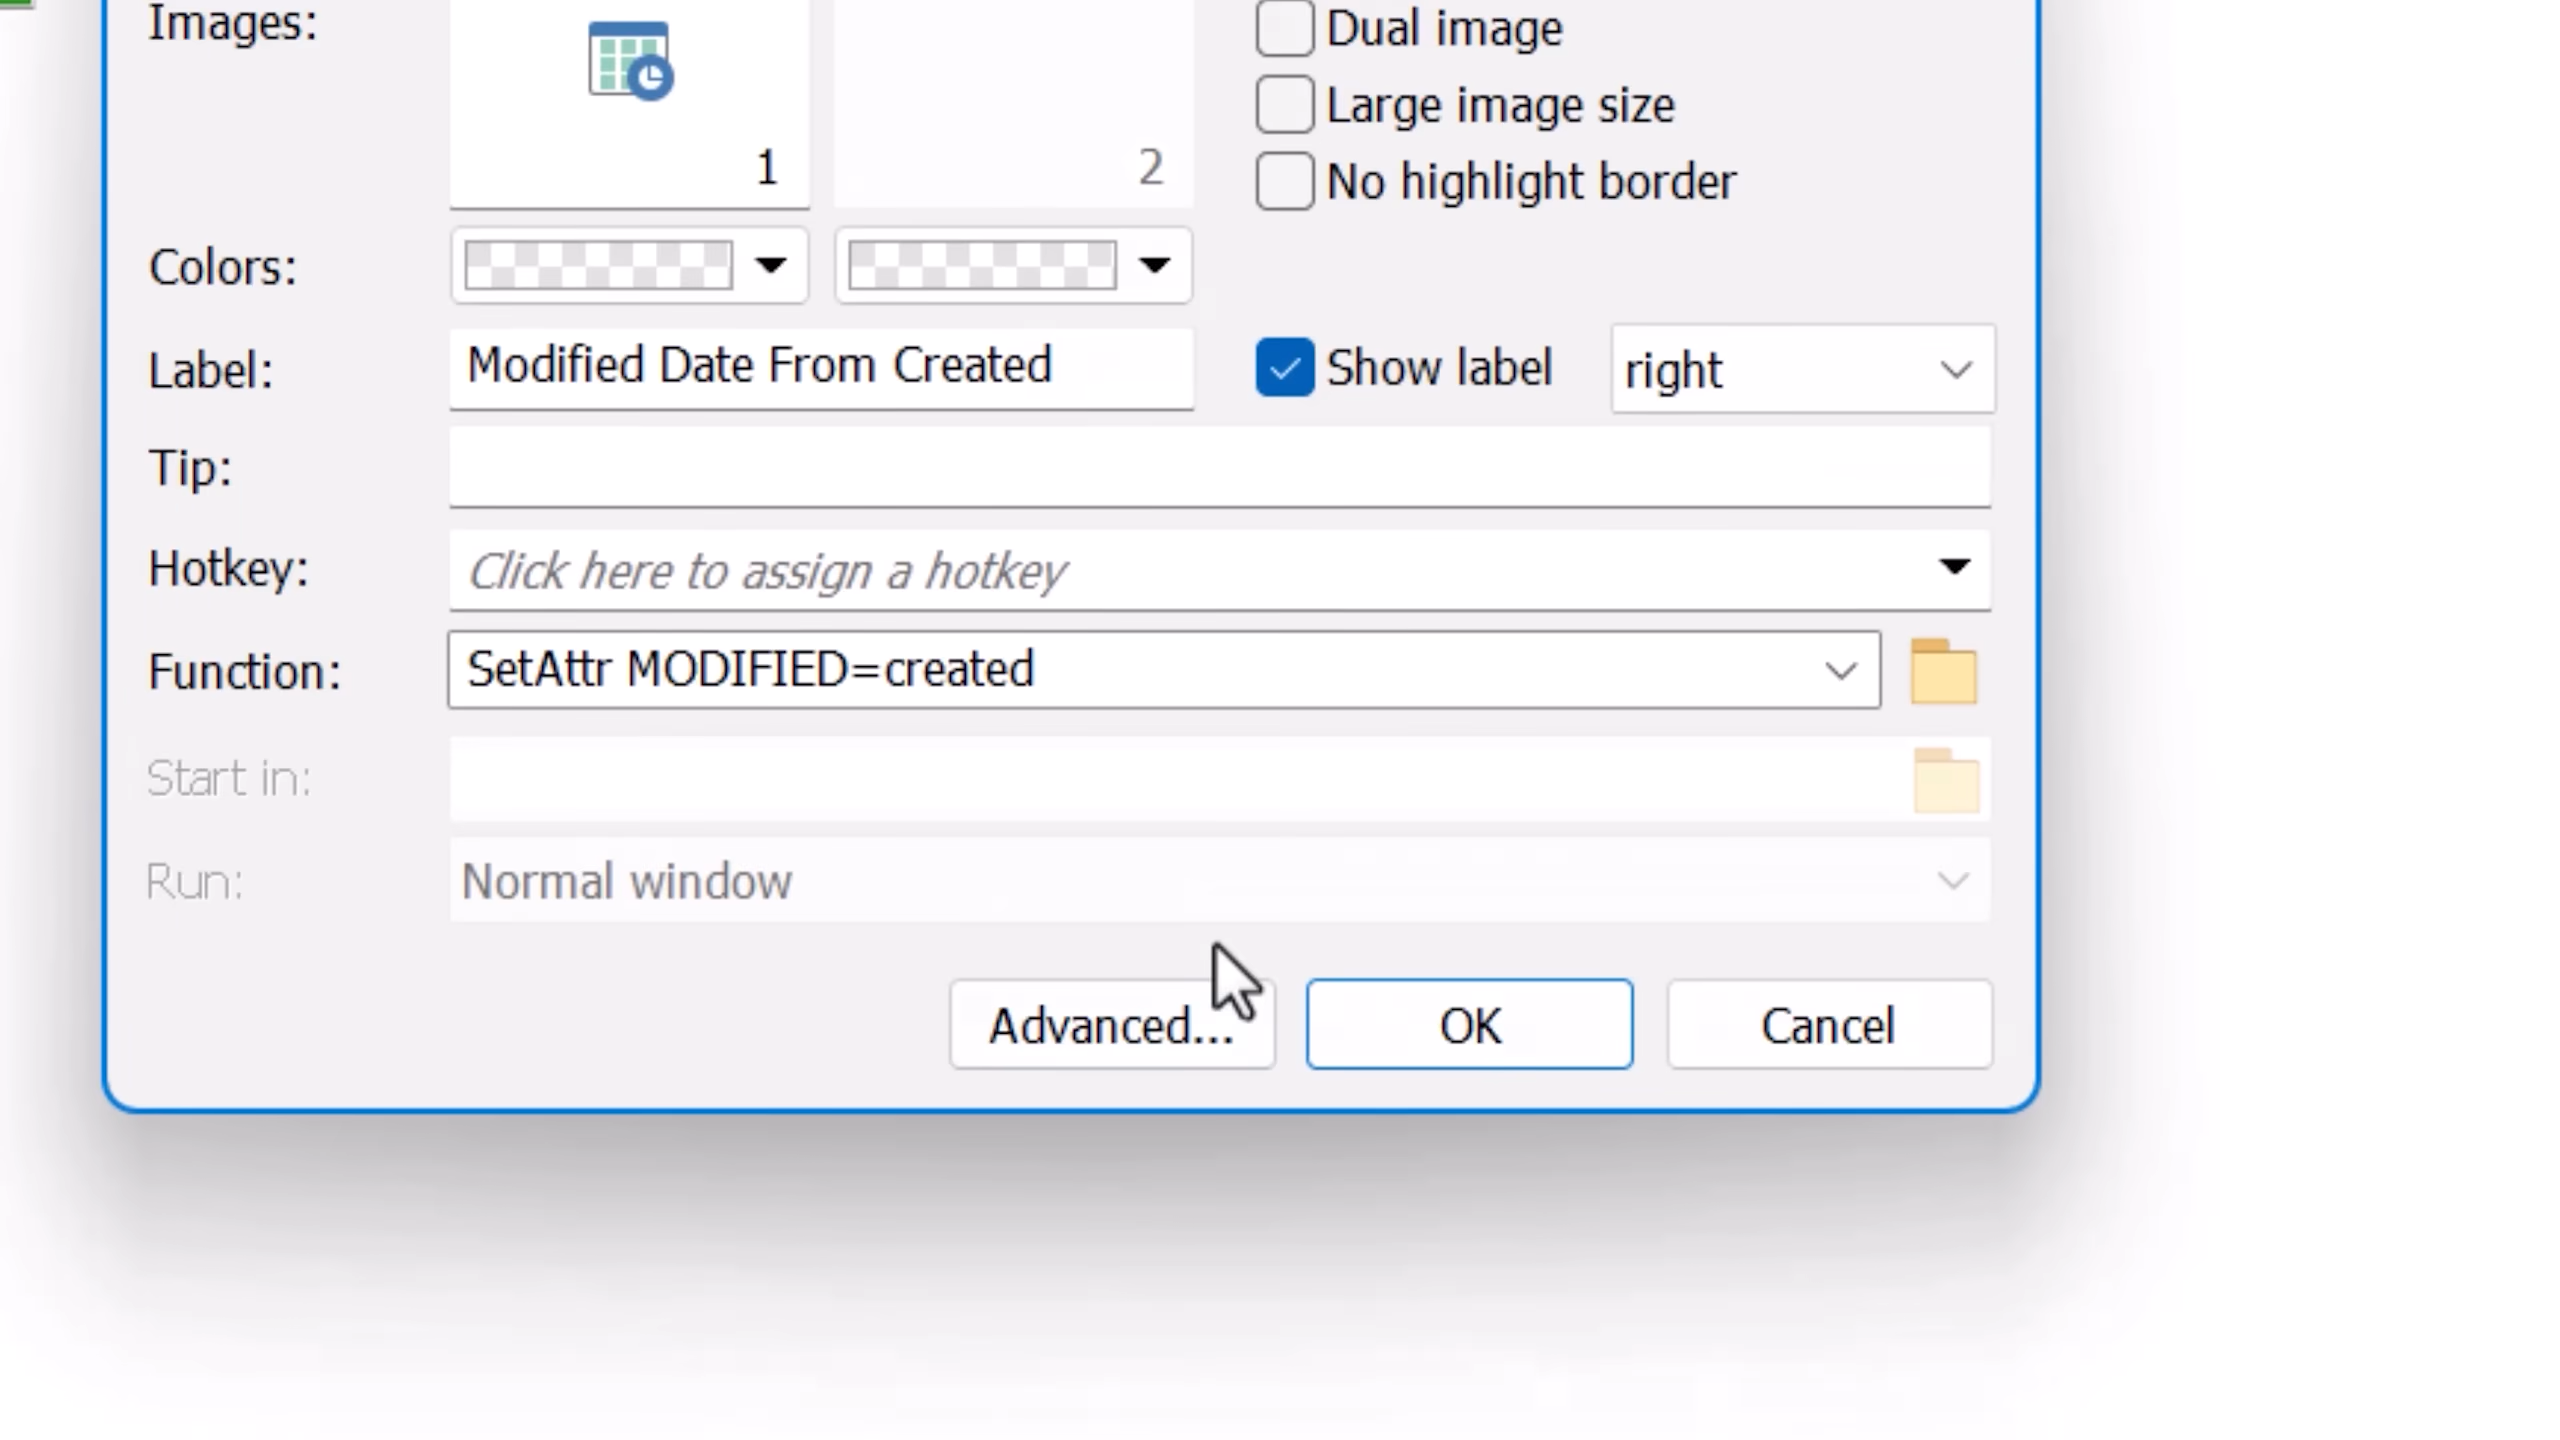 Images:
1
2
Dual image
Large image size
No highlight border
Colors:
Label:
Modified Date From Created
Show label
right
Tip:
Hotkey:
Click here to assign a hotkey
Function:
SetAttr MODIFIED=created
Start in:
Run:
Normal window
Advanced...
OK
Cancel